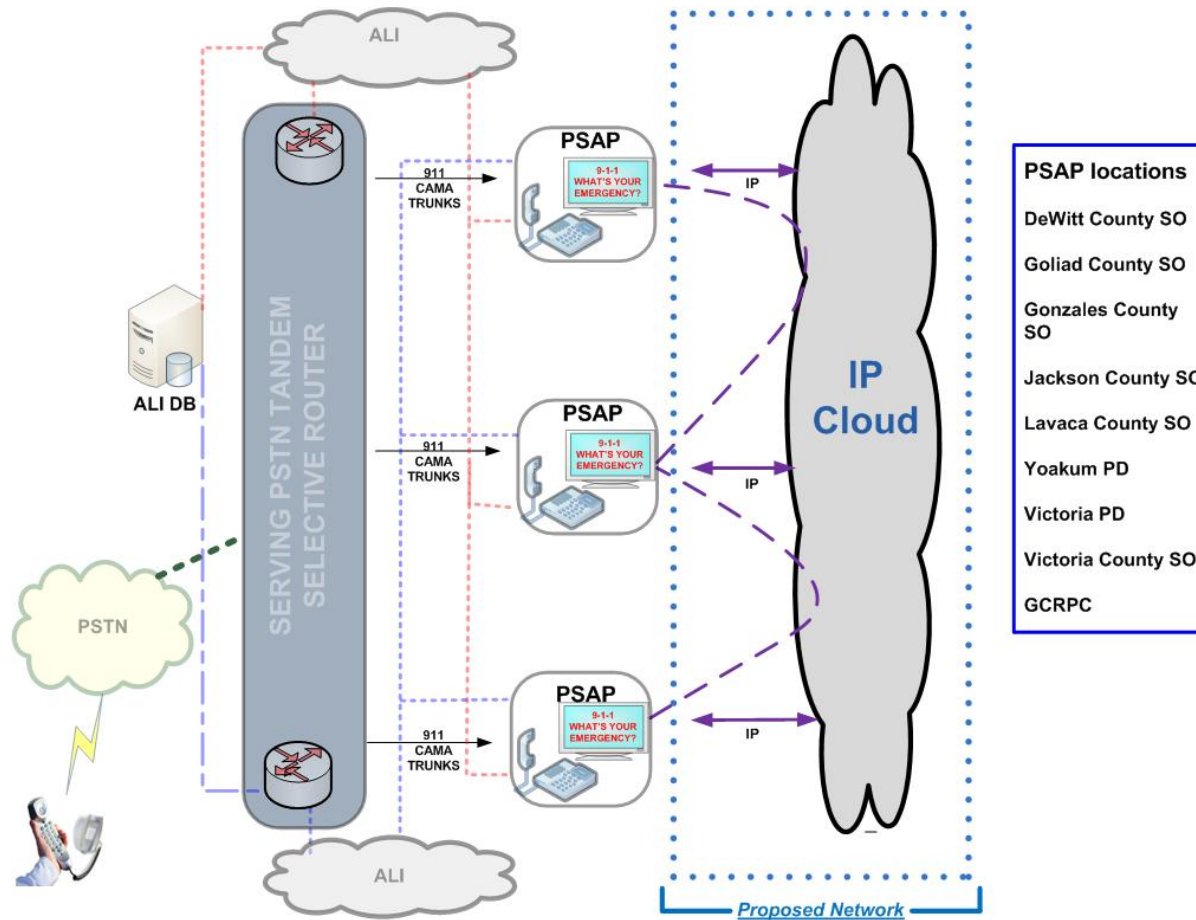 ALI
PSAP
9-1-1
WHAT'S YOUR
EMERGENCY?
911
CAMA
TRUNKS
IP
SERVING PSTN TANDEM
SELECTIVE ROUTER
ALI DB
PSAP
9-1-1
WHAT'S YOUR
EMERGENCY?
911
CAMA
TRUNKS
IP
IP
Cloud
PSTN
PSAP
9-1-1
WHAT'S YOUR
EMERGENCY?
911
CAMA
TRUNKS
IP
ALI
Proposed Network
PSAP locations
DeWitt County SO
Goliad County SO
Gonzales County
SO
Jackson County SO
Lavaca County SO
Yoakum PD
Victoria PD
Victoria County SO
GCRPC